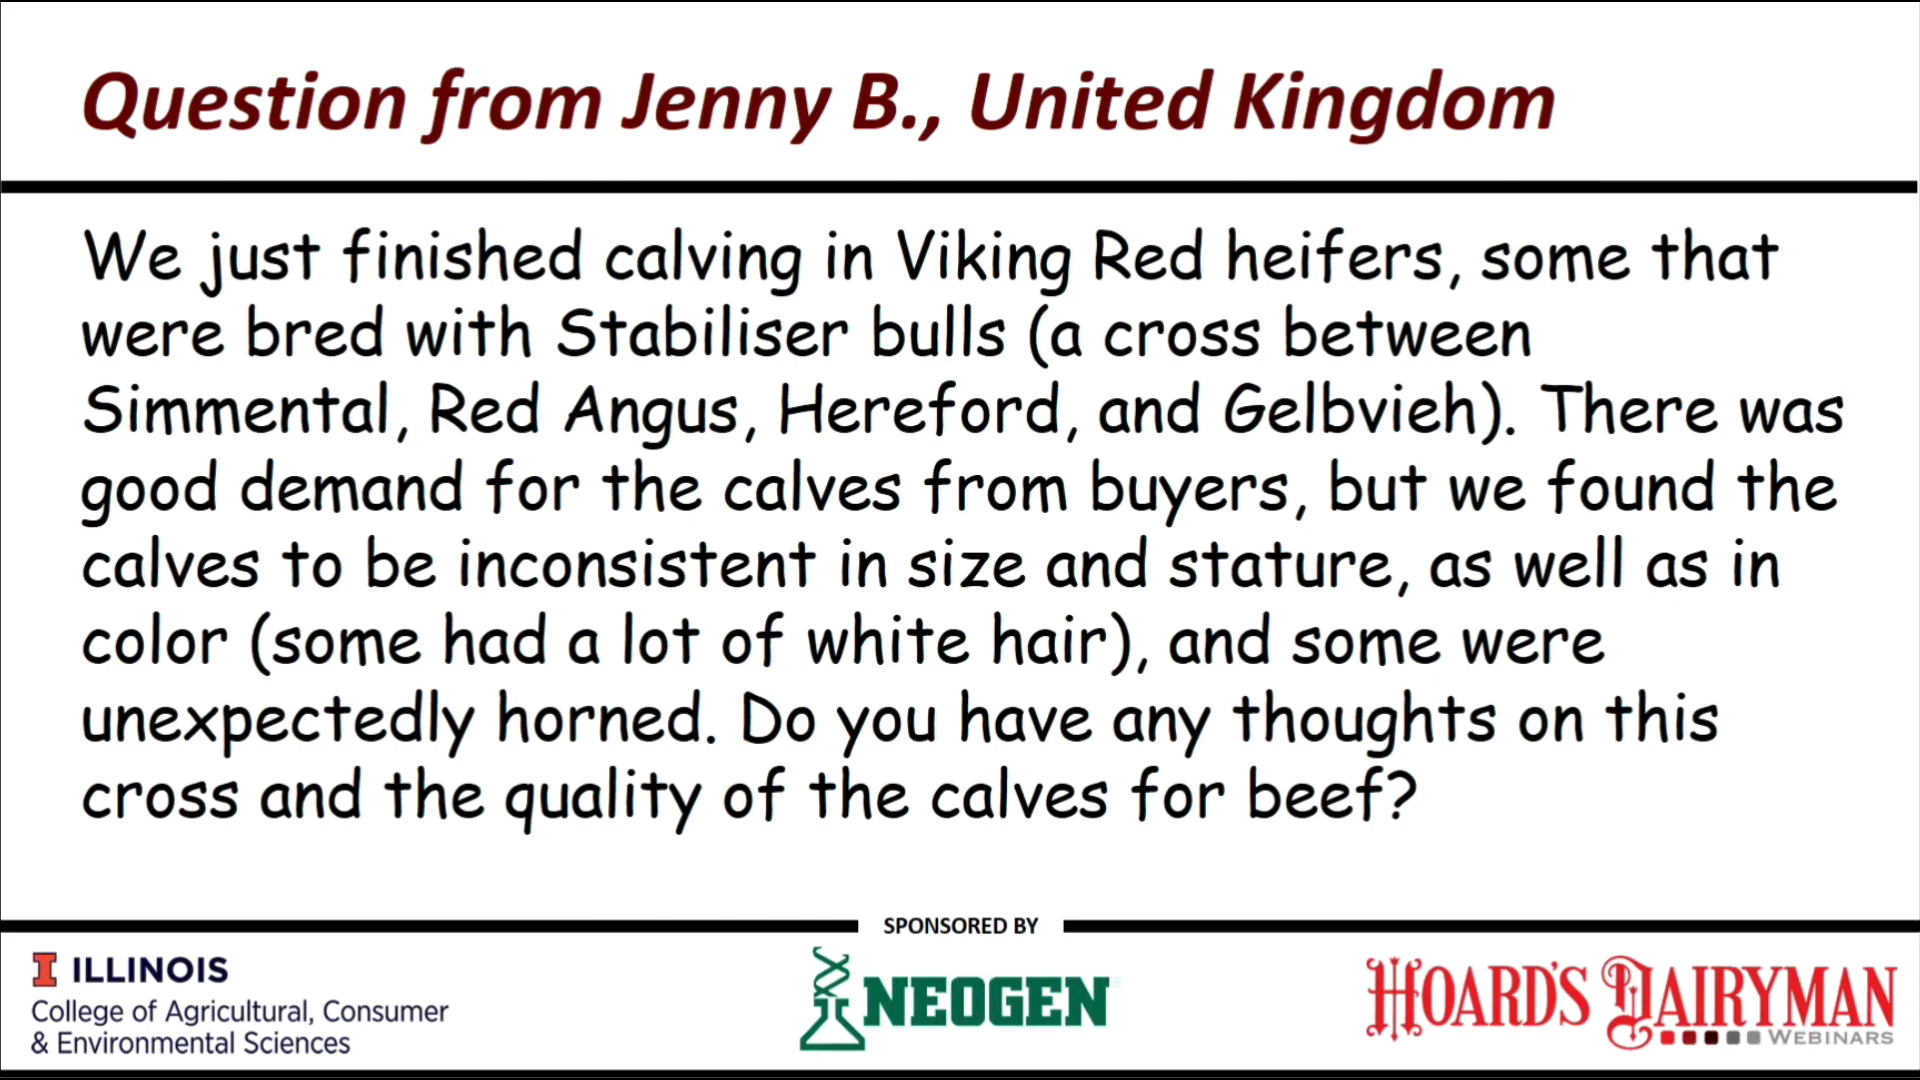 Question from Jenny B., United Kingdom
We just finished calving in Viking Red heifers, some that
were bred with Stabiliser bulls (a cross between
Simmental, Red Angus, Hereford, and Gelbvieh). There was
good demand for the calves from buyers, but we found the
calves to be inconsistent in size and stature, as well as in
color (some had a lot of white hair), and some were
unexpectedly horned. Do you have any thoughts on this
cross and the quality of the calves for beef?
SPONSORED BY
I ILLINOIS
College of Agricultural, Consumer
& Environmental Sciences
NEOGEN
HOARD'S DAIRYMAN
WEBINARS